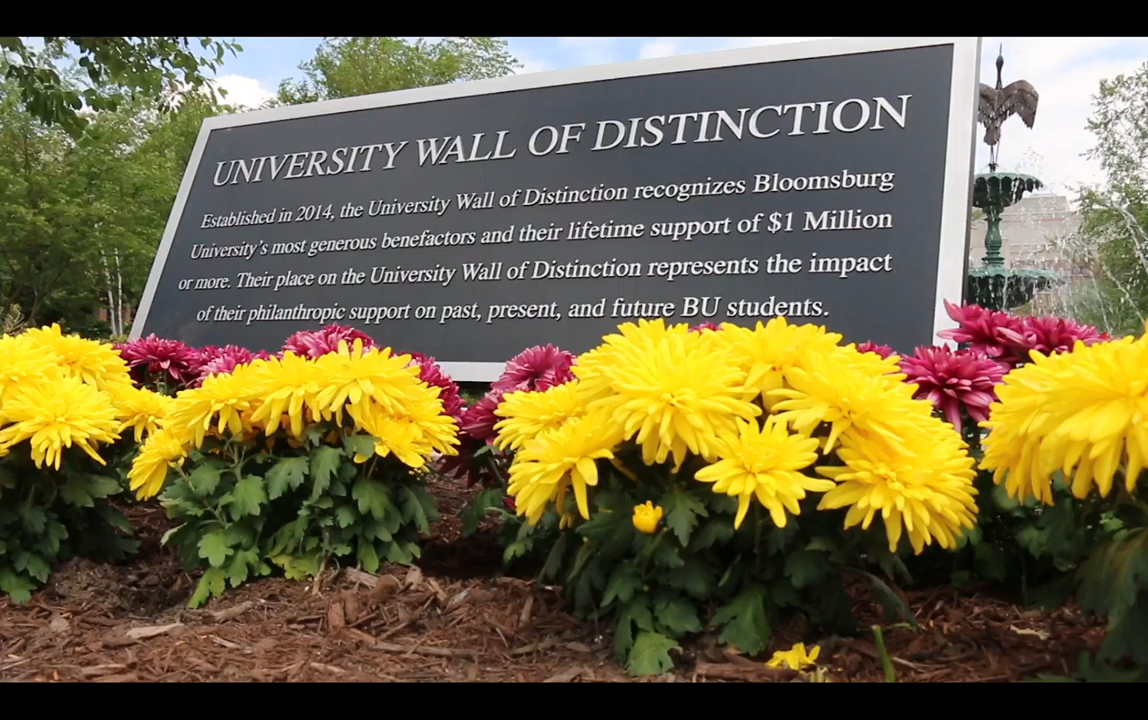 UNIVERSITY WALL OF DISTINCTION
Established in 2014, the University Wall of Distinction recognizes Bloomsburg
University's most generous benefactors and their lifetime support of $1 Million
or more. Their place on the University Wall of Distinction represents the impact
of their philanthropic support on past, present, and future BU students.